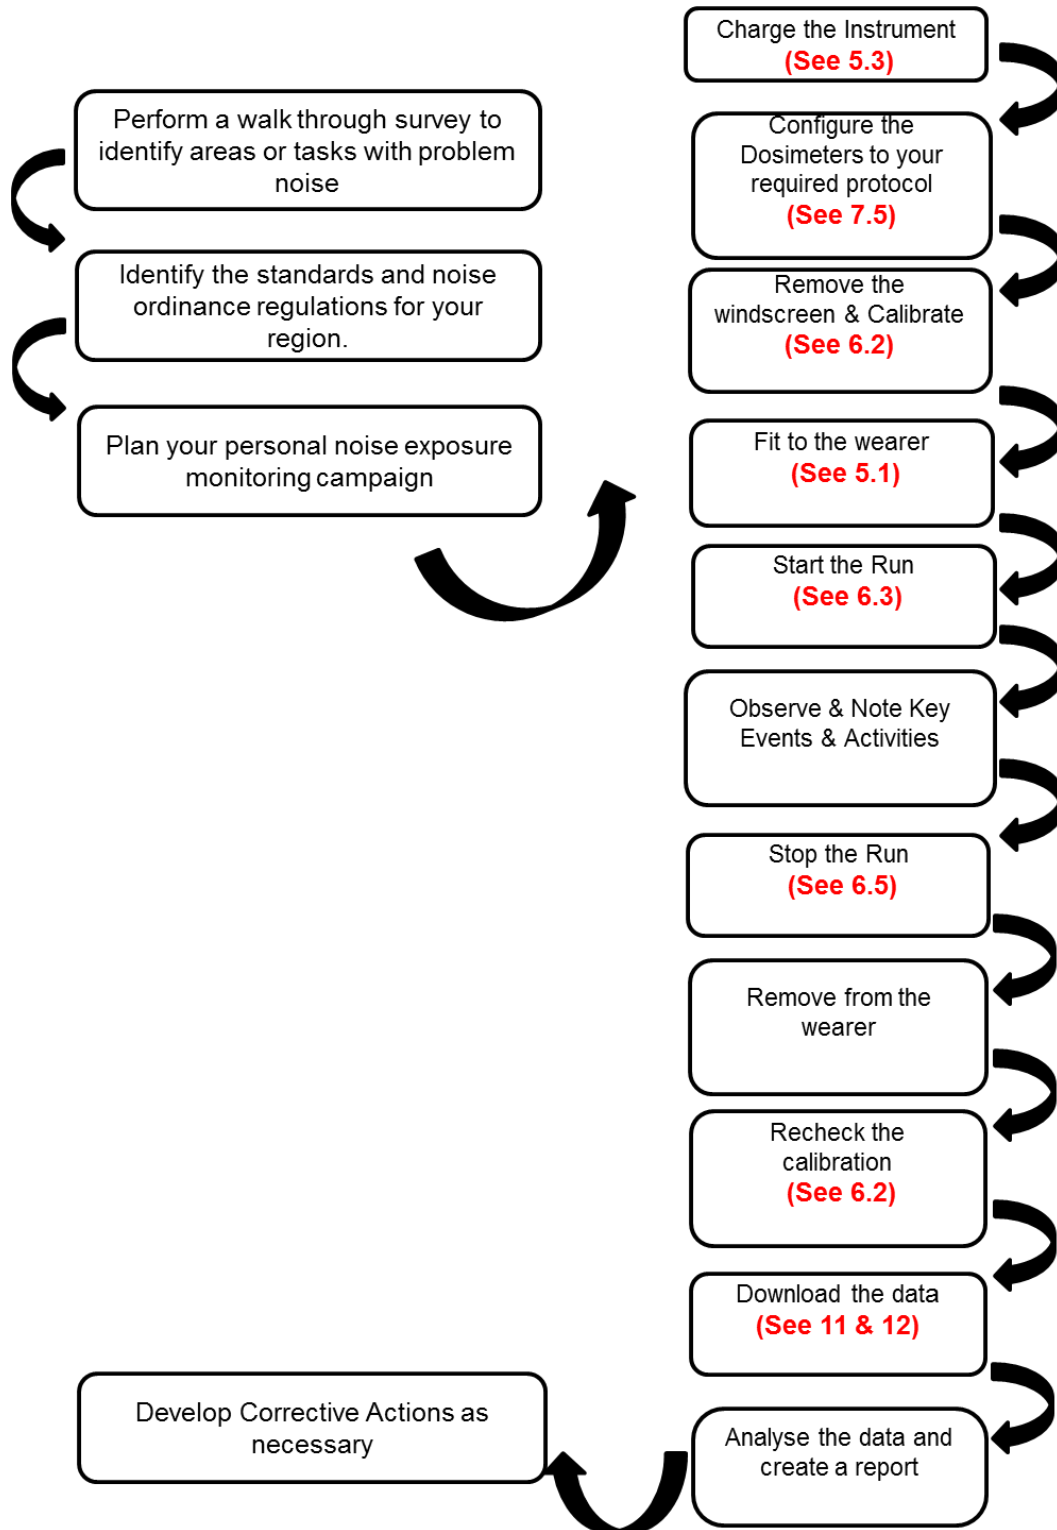 Perform a walk through survey to
identify areas or tasks with problem
noise
Identify the standards and noise
ordinance regulations for your
region.
Plan your personal noise exposure
monitoring campaign
Charge the Instrument
(See 5.3)
Configure the
Dosimeters to your
required protocol
(See 7.5)
Remove the
windscreen & Calibrate
(See 6.2)
Fit to the wearer
(See 5.1)
Start the Run
(See 6.3)
Observe & Note Key
Events & Activities
Stop the Run
(See 6.5)
Remove from the
wearer
Recheck the
calibration
(See 6.2)
Download the data
(See 11 & 12)
Analyse the data and
create a report
Develop Corrective Actions as
necessary